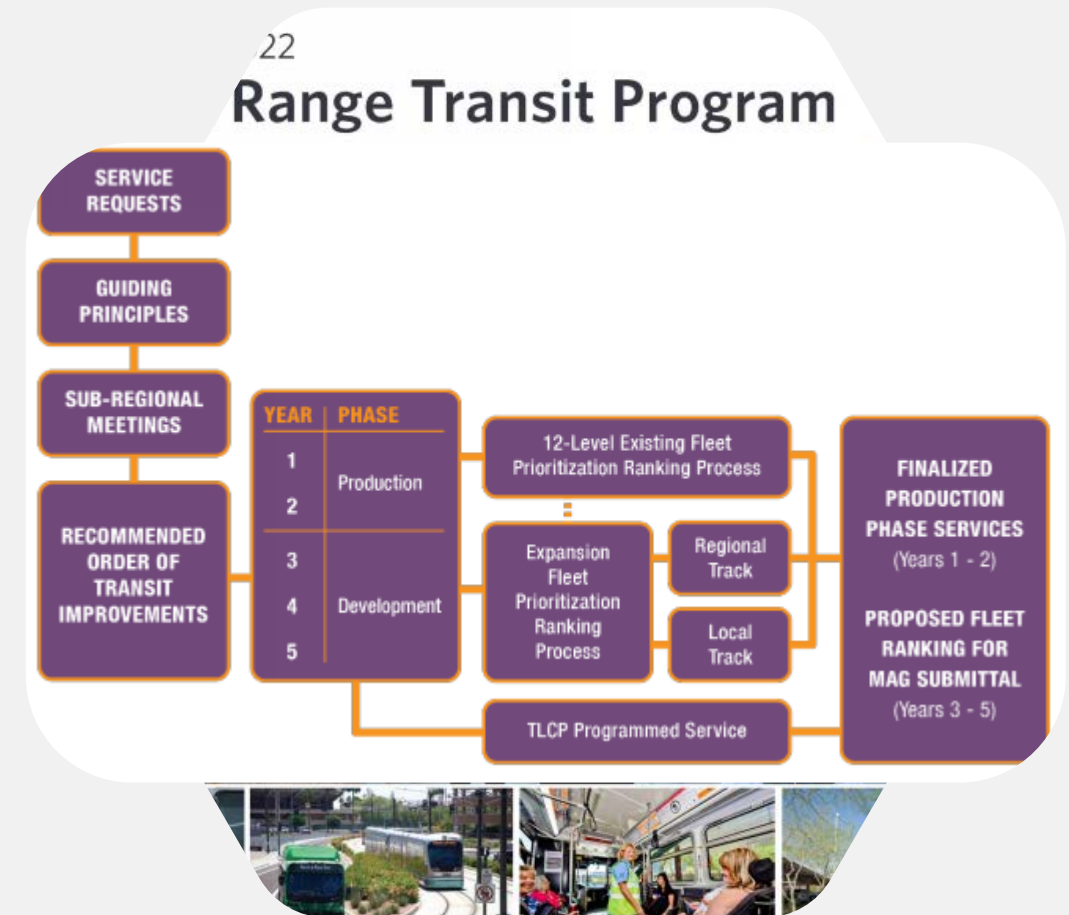 22
Range Transit Program
SERVICE
REQUESTS
GUIDING
PRINCIPLES
SUB-REGIONAL
MEETINGS
RECOMMENDED
ORDER OF
TRANSIT
IMPROVEMENTS
YEAR PHASE
1
Production
2
3
4 Development
5
12-Level Existing Fleet
Prioritization Ranking Process
Expansion
Fleet
Prioritization
Ranking
Process
Regional
Track
Local
Track
TLCP Programmed Service
FINALIZED
PRODUCTION
PHASE SERVICES
(Years 1 - 2)
PROPOSED FLEET
RANKING FOR
MAG SUBMITTAL
(Years 3 - 5)